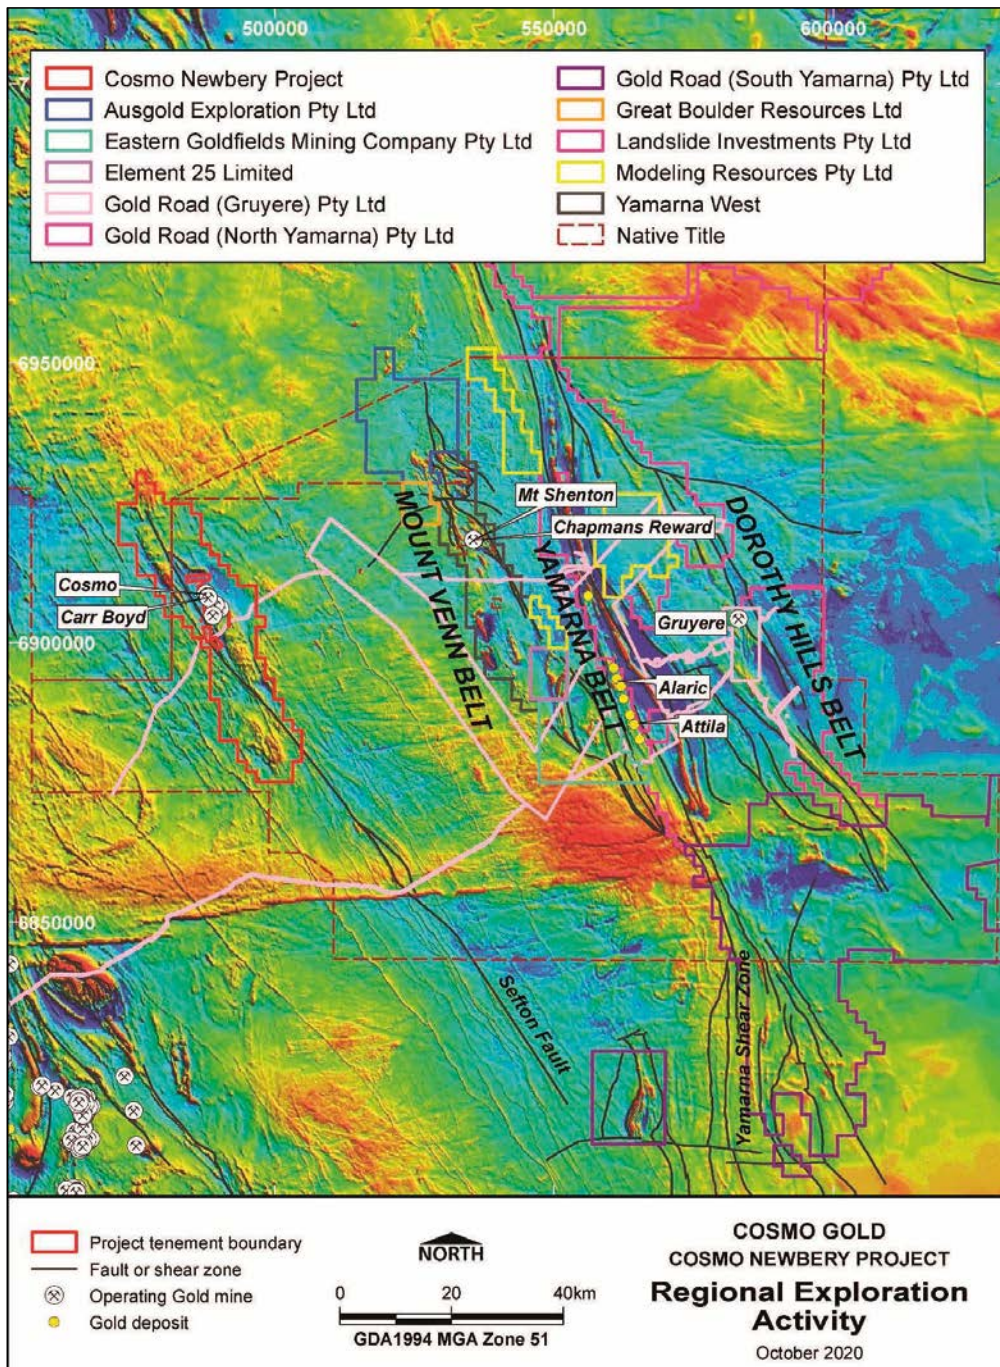 500000
550000
600000
Cosmo Newbery Project
Ausgold Exploration Pty Ltd
Eastern Goldfields Mining Company Pty Ltd
Element 25 Limited
Gold Road (Gruyere) Pty Ltd
Gold Road (North Yamarna) Pty Ltd
Gold Road (South Yamarna) Pty Ltd
Great Boulder Resources Ltd
Landslide Investments Pty Ltd
Modeling Resources Pty Ltd
Yamarna West
Native Title
6950000
Mt Shenton
Chapmans Reward
MOUNT VENN BELT
YAMARNA BELT
DOROTHY HILLS BELT
Cosmo
Carr Boyd
Gruyere
6900000
Alaric
Attila
6850000
Sefton Fault
Yamarna Shear Zone
Project tenement boundary
Fault or shear zone
Operating Gold mine
Gold deposit
NORTH
0 20 40km
GDA1994 MGA Zone 51
COSMO GOLD
COSMO NEWBERY PROJECT
Regional Exploration
Activity
October 2020